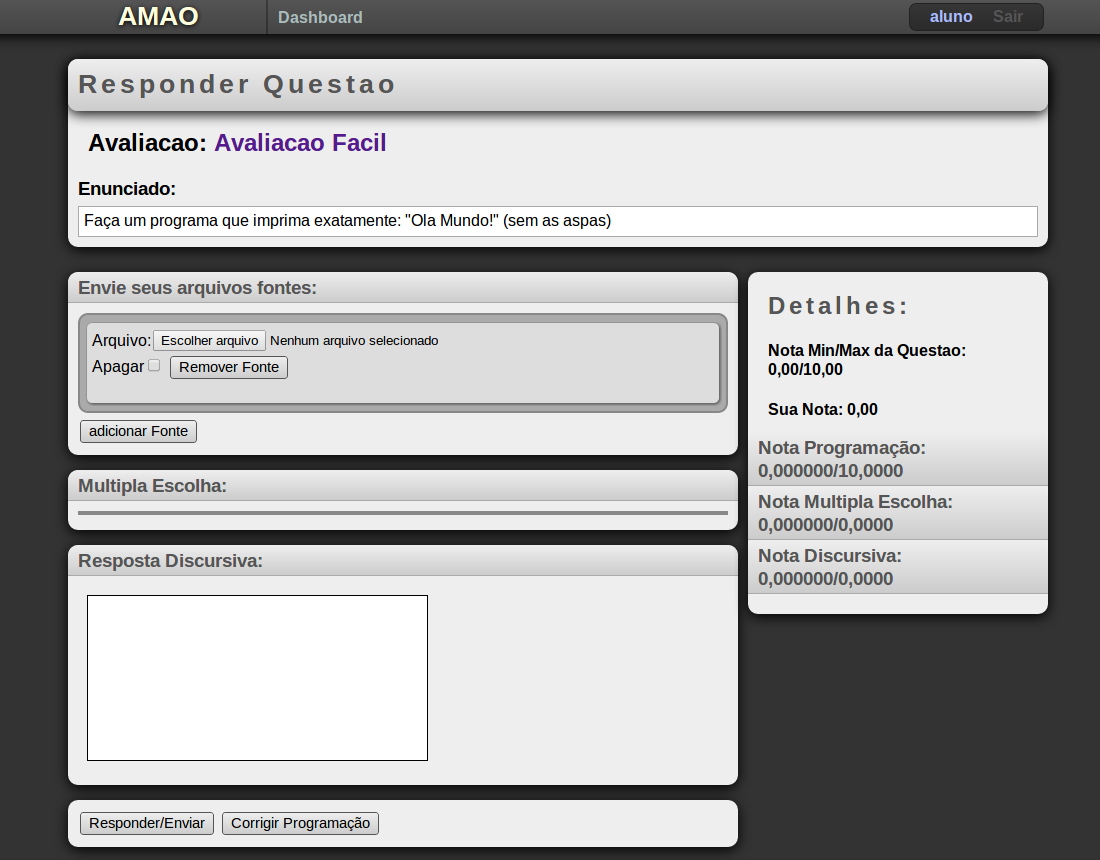 AMAO Dashboard aluno Sair
Responder Questao
Avaliacao: Avaliacao Facil
Enunciado:
Faça um programa que imprima exatamente: "Ola Mundo!" (sem as aspas)
Envie seus arquivos fontes:
Arquivo: Escolher arquivo Nenhum arquivo selecionado
Apagar Remover Fonte
adicionar Fonte
Multipla Escolha:
Resposta Discursiva:
Responder/Enviar Corrigir Programação
Detalhes:
Nota Min/Max da Questao:
0,00/10,00
Sua Nota: 0,00
Nota Programação:
0,000000/10,0000
Nota Multipla Escolha:
0,000000/0,0000
Nota Discursiva:
0,000000/0,0000